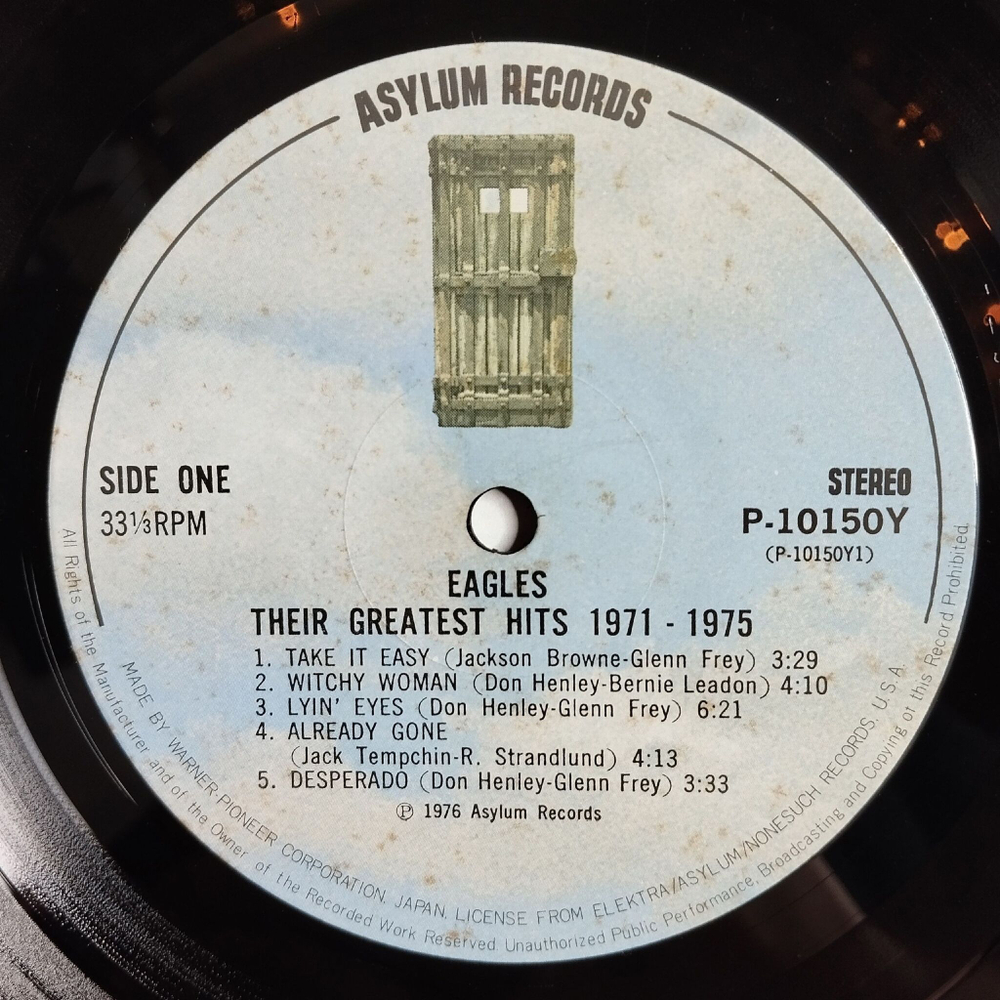 ASYLUM RECORDS
SIDE ONE
33⅓RPM
STEREO
P-10150Y
(P-10150Y1)
EAGLES
THEIR GREATEST HITS 1971 - 1975
1. TAKE IT EASY (Jackson Browne-Glenn Frey) 3:29
2. WITCHY WOMAN (Don Henley-Bernie Leadon) 4:10
3. LYIN' EYES (Don Henley-Glenn Frey) 6:21
4. ALREADY GONE
(Jack Tempchin-R. Strandlund) 4:13
5. DESPERADO (Don Henley-Glenn Frey) 3:33
Ⓟ 1976 Asylum Records
MADE BY WARNER-PIONEER CORPORATION, JAPAN, LICENSE FROM ELEKTRA/ASYLUM/NONESUCH RECORDS, U.S.A.
All Rights of the Manufacturer and of the Owner of the Recorded Work Reserved. Unauthorized Public Performance, Broadcasting and Copying ot this Record Prohibited.